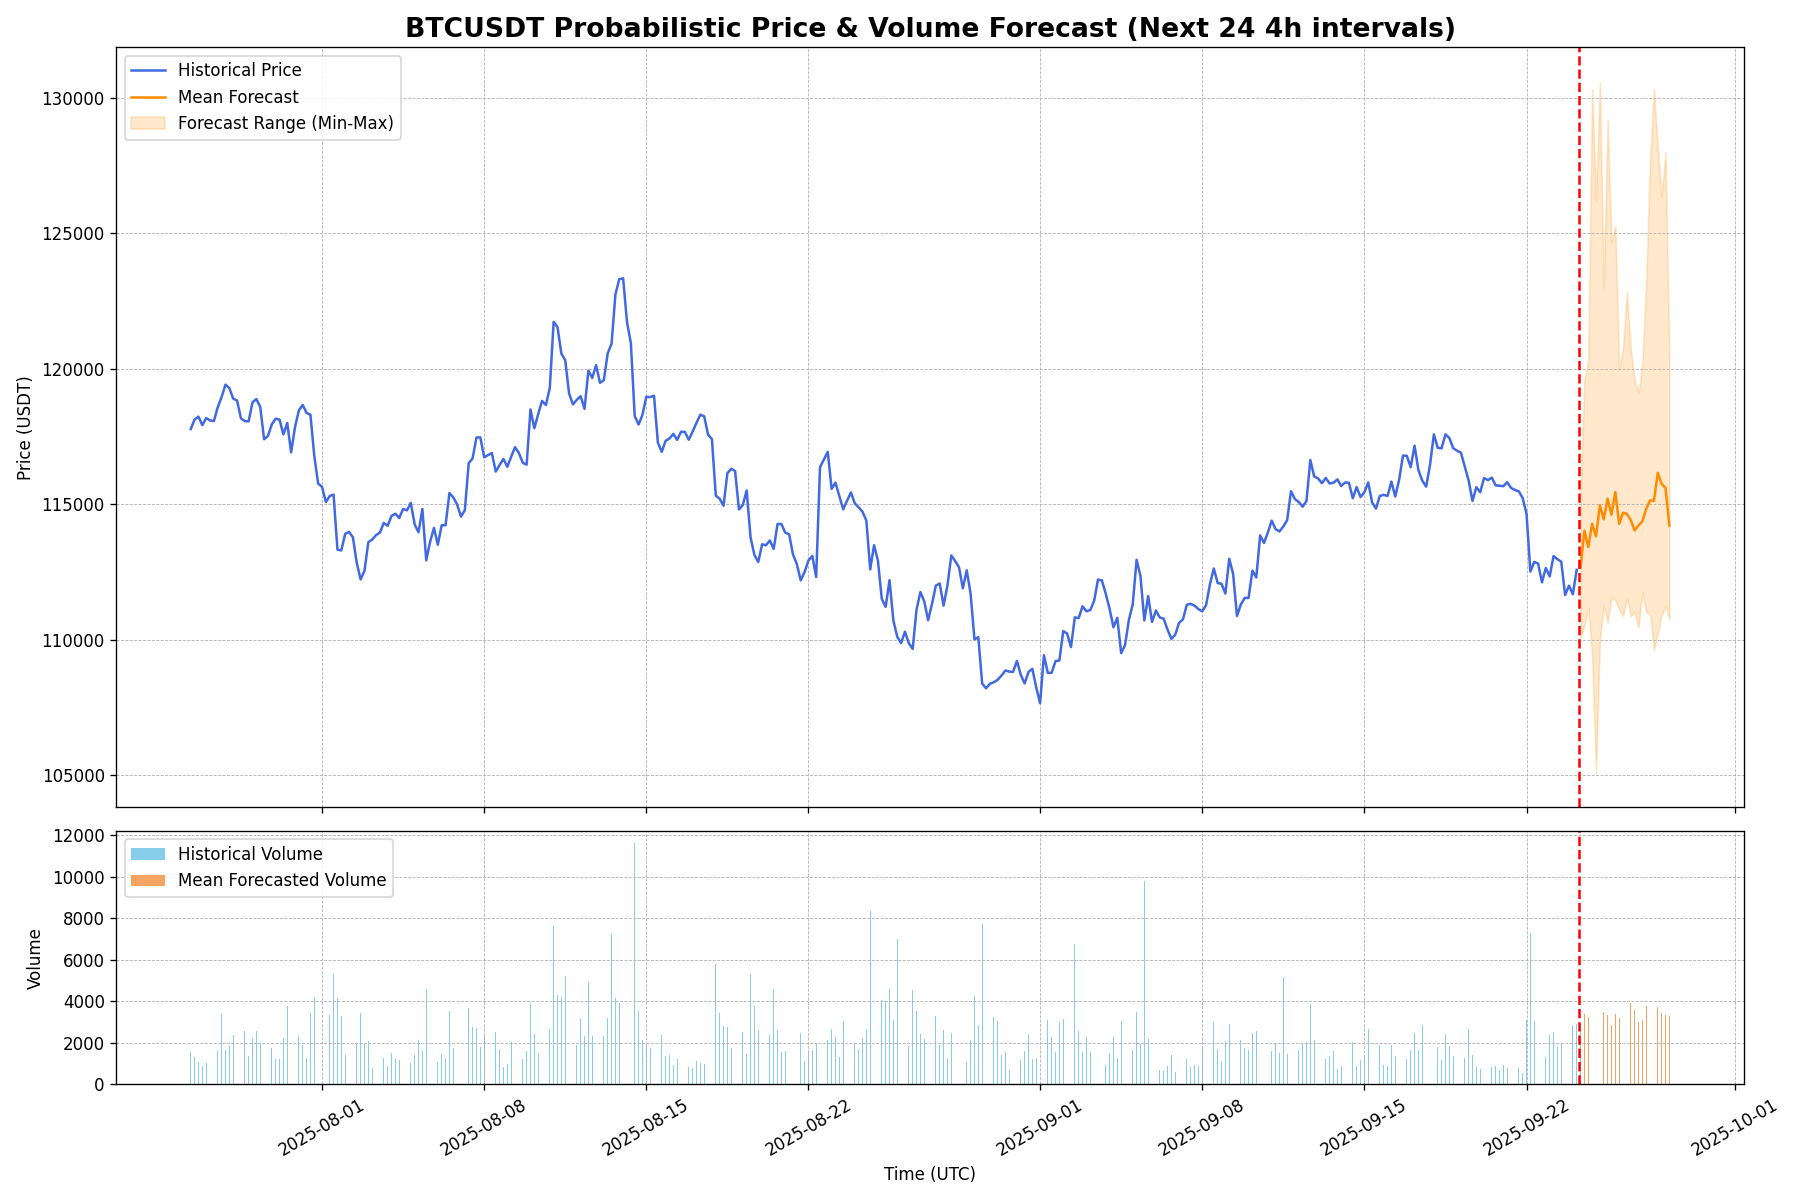 BTCUSDT Probabilistic Price & Volume Forecast (Next 24 4h intervals)
Historical Price
Mean Forecast
Forecast Range (Min-Max)
130000
125000
120000
115000
110000
105000
Price (USDT)
Historical Volume
Mean Forecasted Volume
12000
10000
8000
6000
4000
2000
0
Volume
2025-08-01
2025-08-08
2025-08-15
2025-08-22
2025-09-01
2025-09-08
2025-09-15
2025-09-22
2025-10-01
Time (UTC)